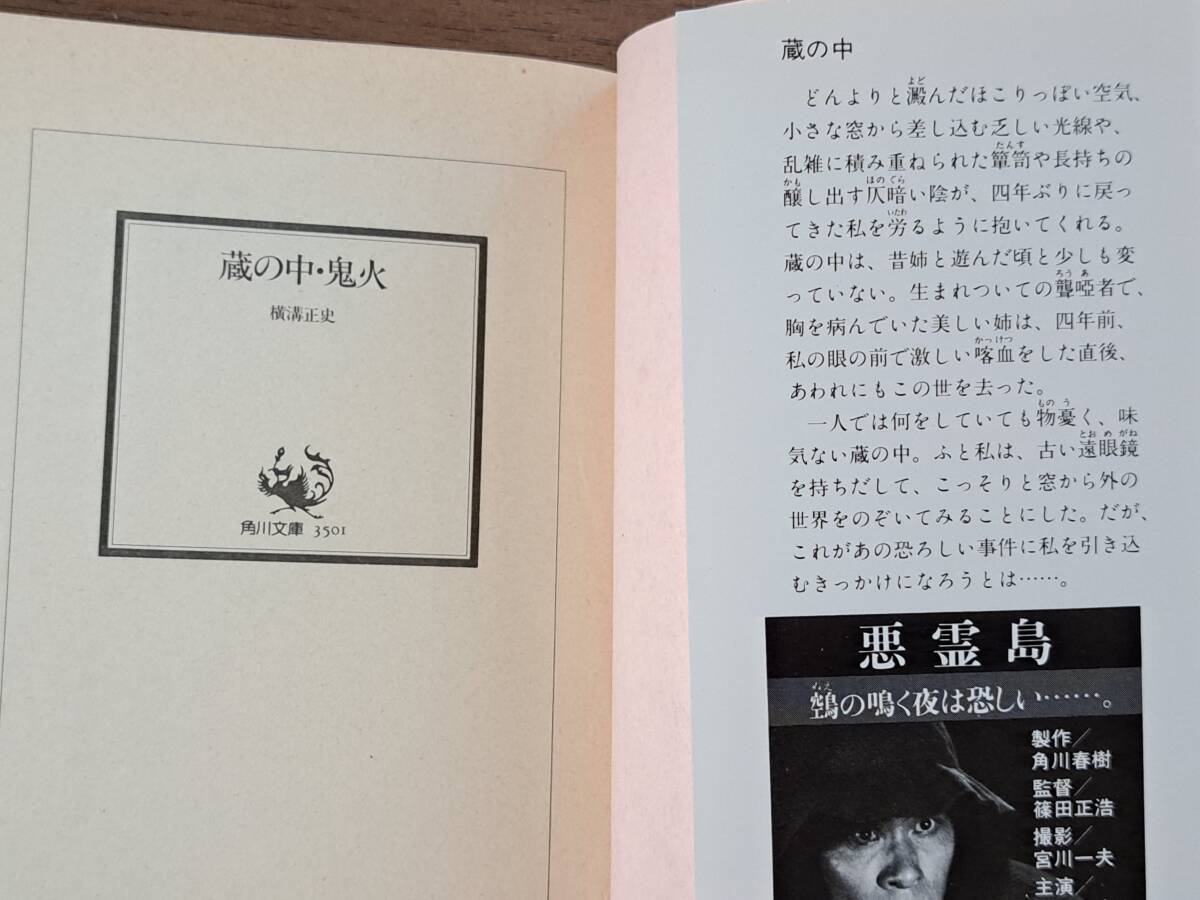 蔵の中・鬼火
横溝正史
角川文庫 3501
蔵の中
どんよりと澱んだほこりっぽい空気、
小さな窓から差し込む乏しい光線や、
乱雑に積み重ねられた簞笥や長持ちの
醸し出す仄暗い陰が、四年ぶりに戻っ
てきた私を労るように抱いてくれる。
蔵の中は、昔姉と遊んだ頃と少しも変
っていない。生まれついての聾啞者で、
胸を病んでいた美しい姉は、四年前、
私の眼の前で激しい喀血をした直後、
あわれにもこの世を去った。
一人では何をしていても物憂く、味
気ない蔵の中。ふと私は、古い遠眼鏡
を持ちだして、こっそりと窓から外の
世界をのぞいてみることにした。だが、
これがあの恐ろしい事件に私を引き込
むきっかけになろうとは……。
悪霊島
鵼の鳴く夜は恐しい……。
製作／
角川春樹
監督／
篠田正浩
撮影／
宮川一夫
主演／